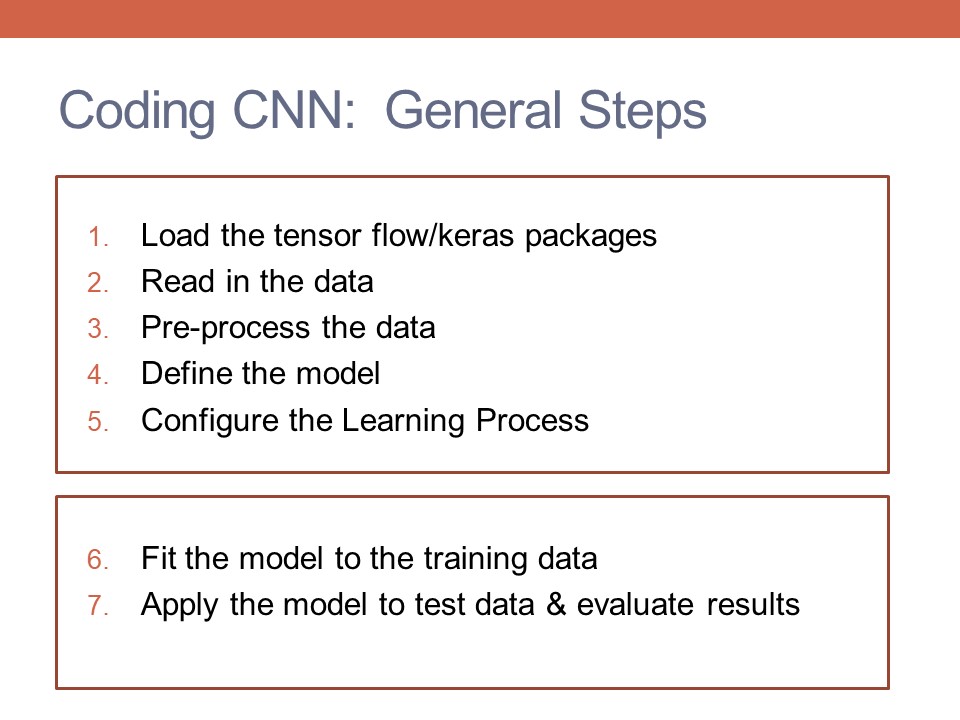 Coding CNN:  General Steps
1. Load the tensor flow/keras packages
2. Read in the data
3. Pre-process the data
4. Define the model
5. Configure the Learning Process
6. Fit the model to the training data
7. Apply the model to test data & evaluate results